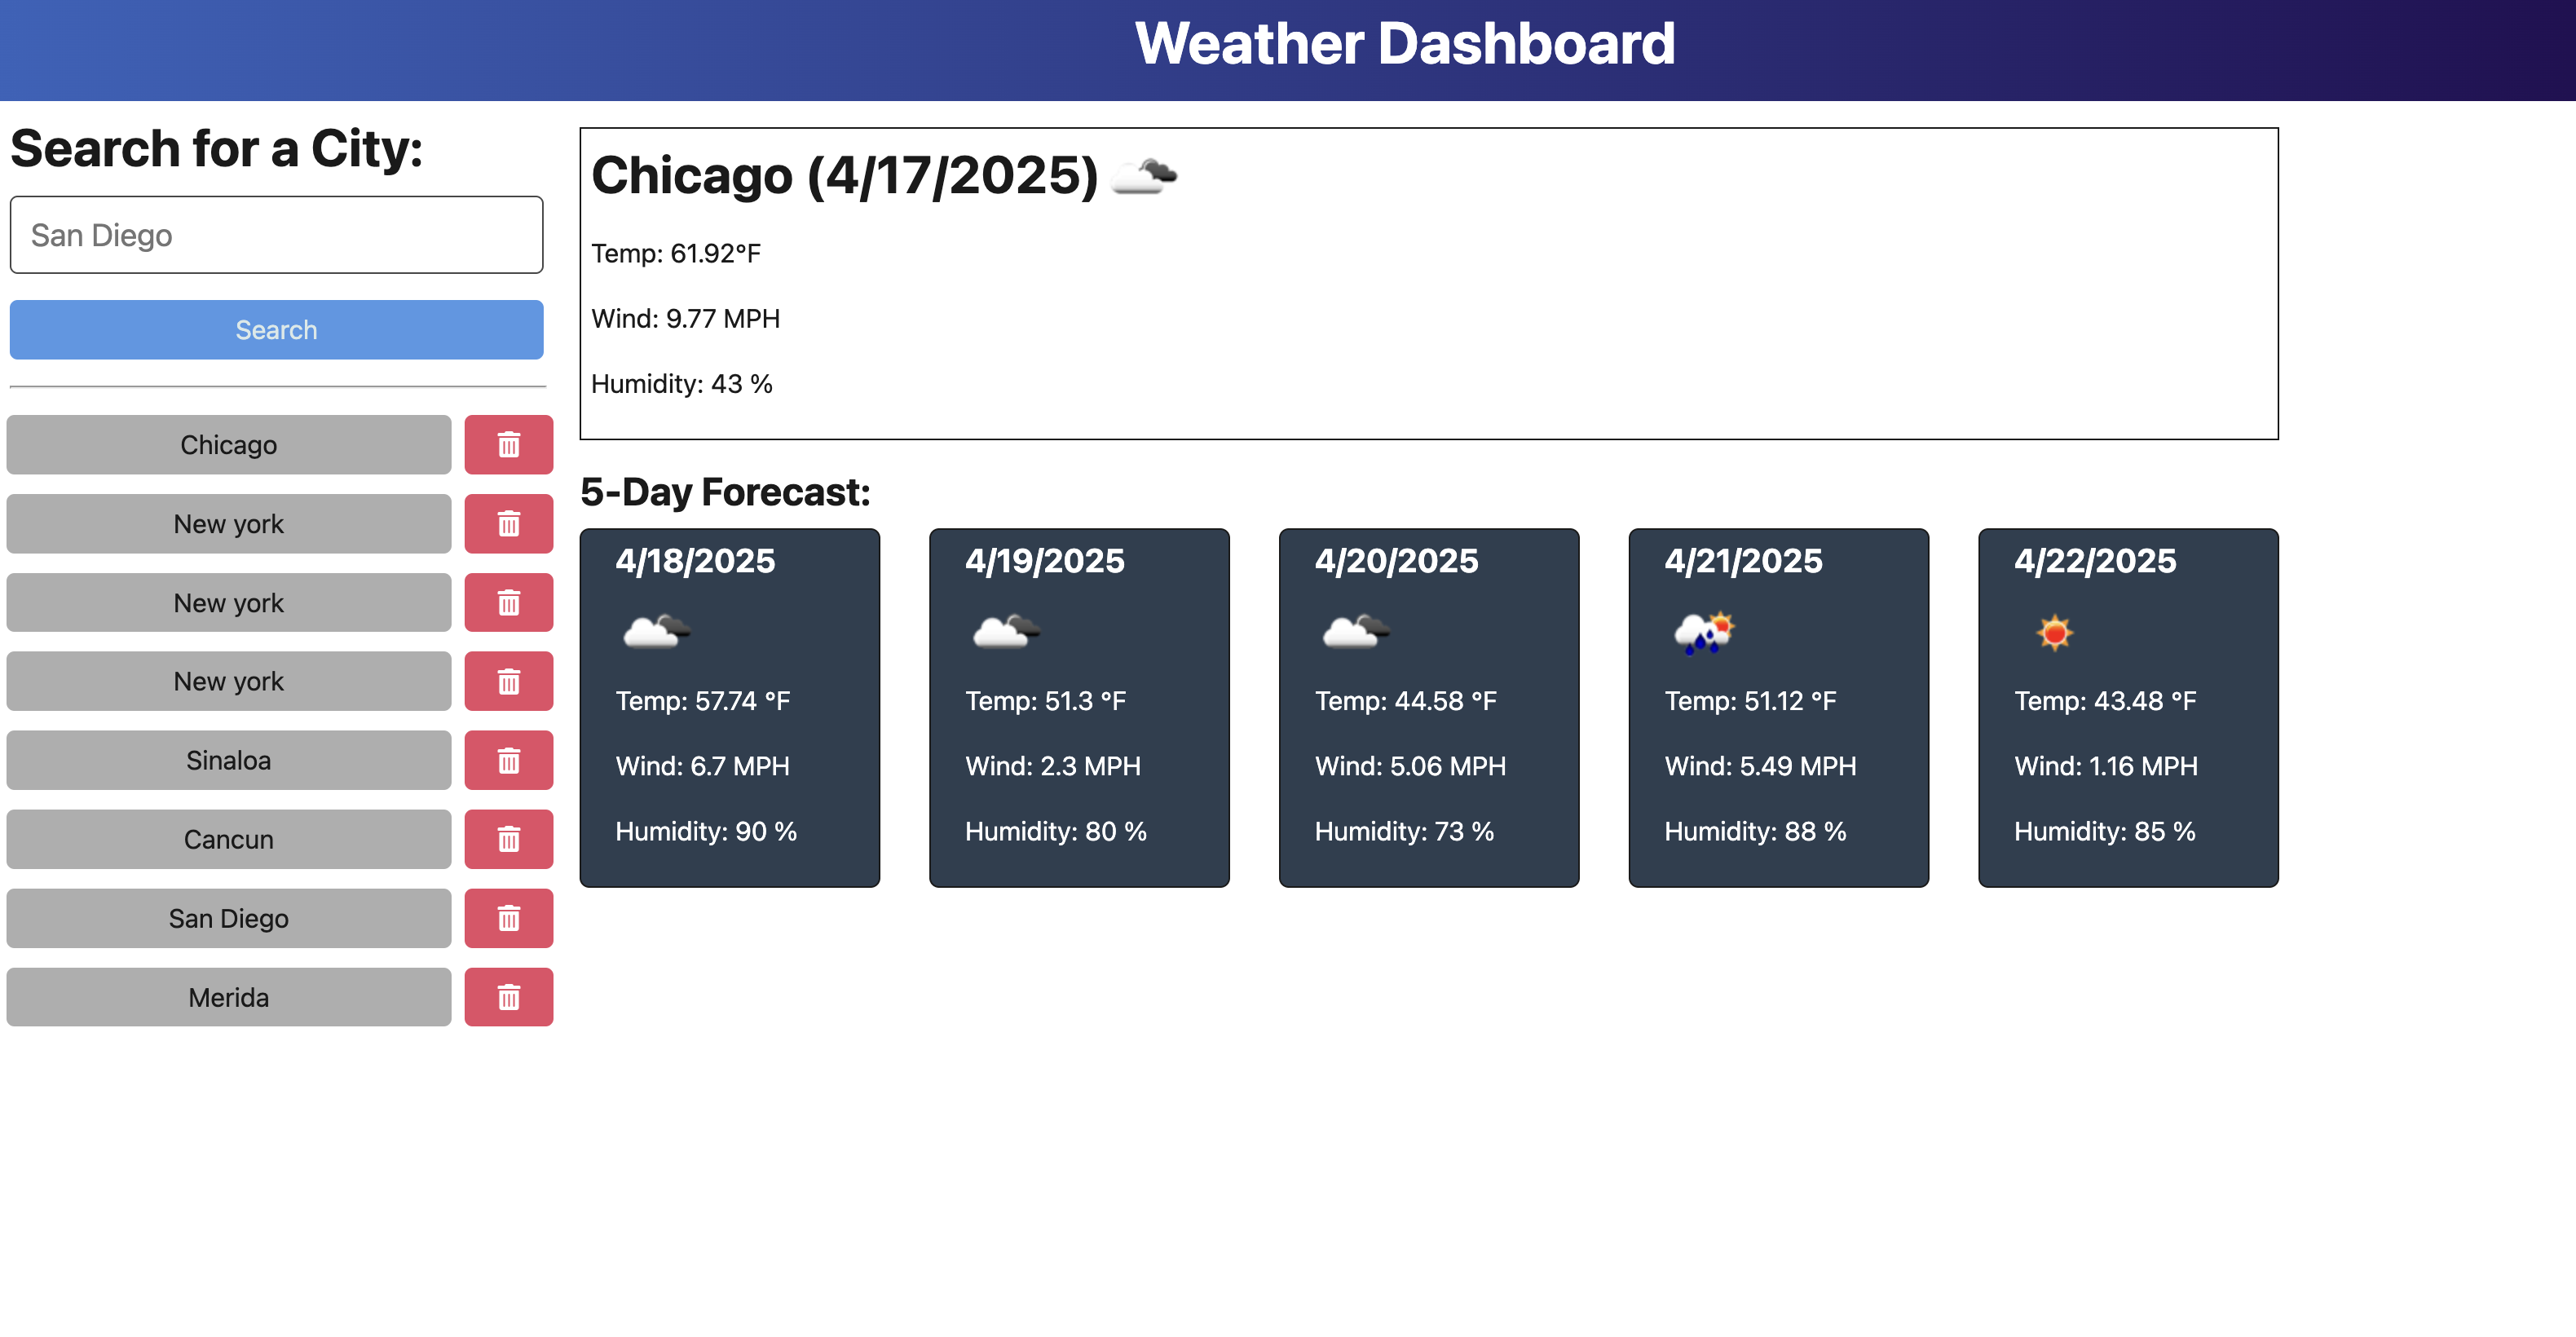 Weather Dashboard
Search for a City:
San Diego
Search
Chicago
New york
New york
New york
Sinaloa
Cancun
San Diego
Merida
Chicago (4/17/2025)
Temp: 61.92°F
Wind: 9.77 MPH
Humidity: 43 %
5-Day Forecast:
4/18/2025
Temp: 57.74 °F
Wind: 6.7 MPH
Humidity: 90 %
4/19/2025
Temp: 51.3 °F
Wind: 2.3 MPH
Humidity: 80 %
4/20/2025
Temp: 44.58 °F
Wind: 5.06 MPH
Humidity: 73 %
4/21/2025
Temp: 51.12 °F
Wind: 5.49 MPH
Humidity: 88 %
4/22/2025
Temp: 43.48 °F
Wind: 1.16 MPH
Humidity: 85 %